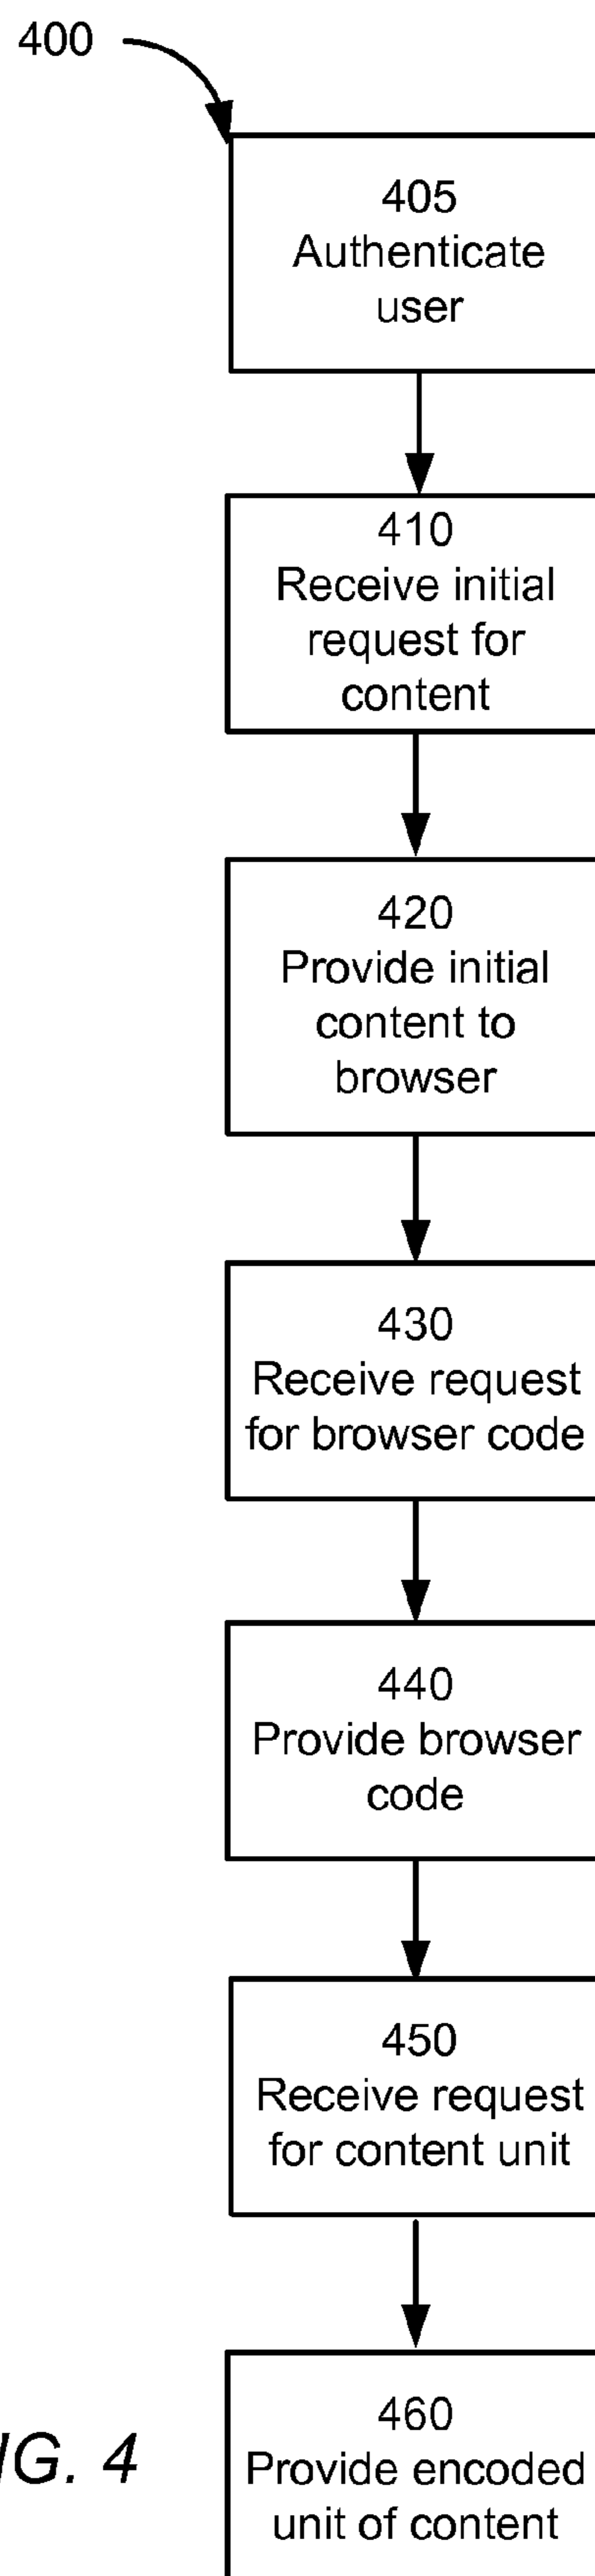 400
405
Authenticate
user
410
Receive initial
request for
content
420
Provide initial
content to
browser
430
Receive request
for browser code
440
Provide browser
code
450
Receive request
for content unit
460
Provide encoded
unit of content
IG. 4